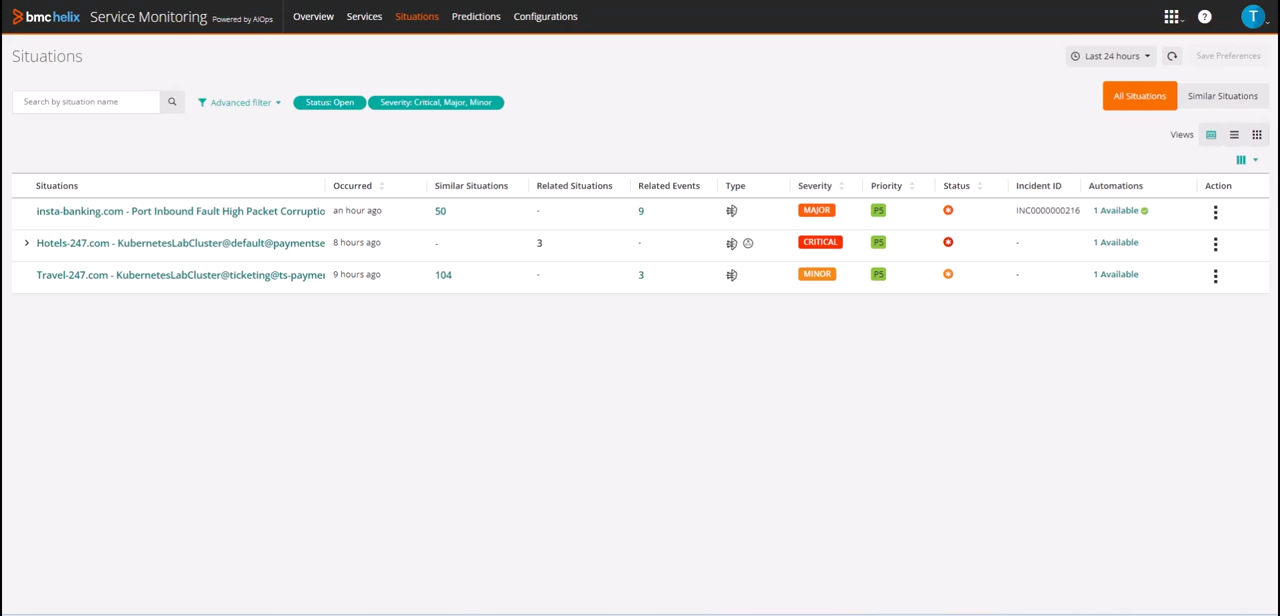 bmc helix Service Monitoring Powered by AIOps Overview Services Situations Predictions Configurations ? T
Situations Last 24 hours Save Preferences
Search by situation name Advanced filter Status: Open Severity: Critical, Major, Minor All Situations Similar Situations
Views
Situations Occurred Similar Situations Related Situations Related Events Type Severity Priority Status Incident ID Automations Action
insta-banking.com - Port Inbound Fault High Packet Corruptio an hour ago 50 - 9 MAJOR P5 INC0000000216 1 Available
Hotels-247.com - KubernetesLabCluster@default@paymentse 8 hours ago - 3 - CRITICAL P5 - 1 Available
Travel-247.com - KubernetesLabCluster@ticketing@ts-paymer 9 hours ago 104 - 3 MINOR P5 - 1 Available